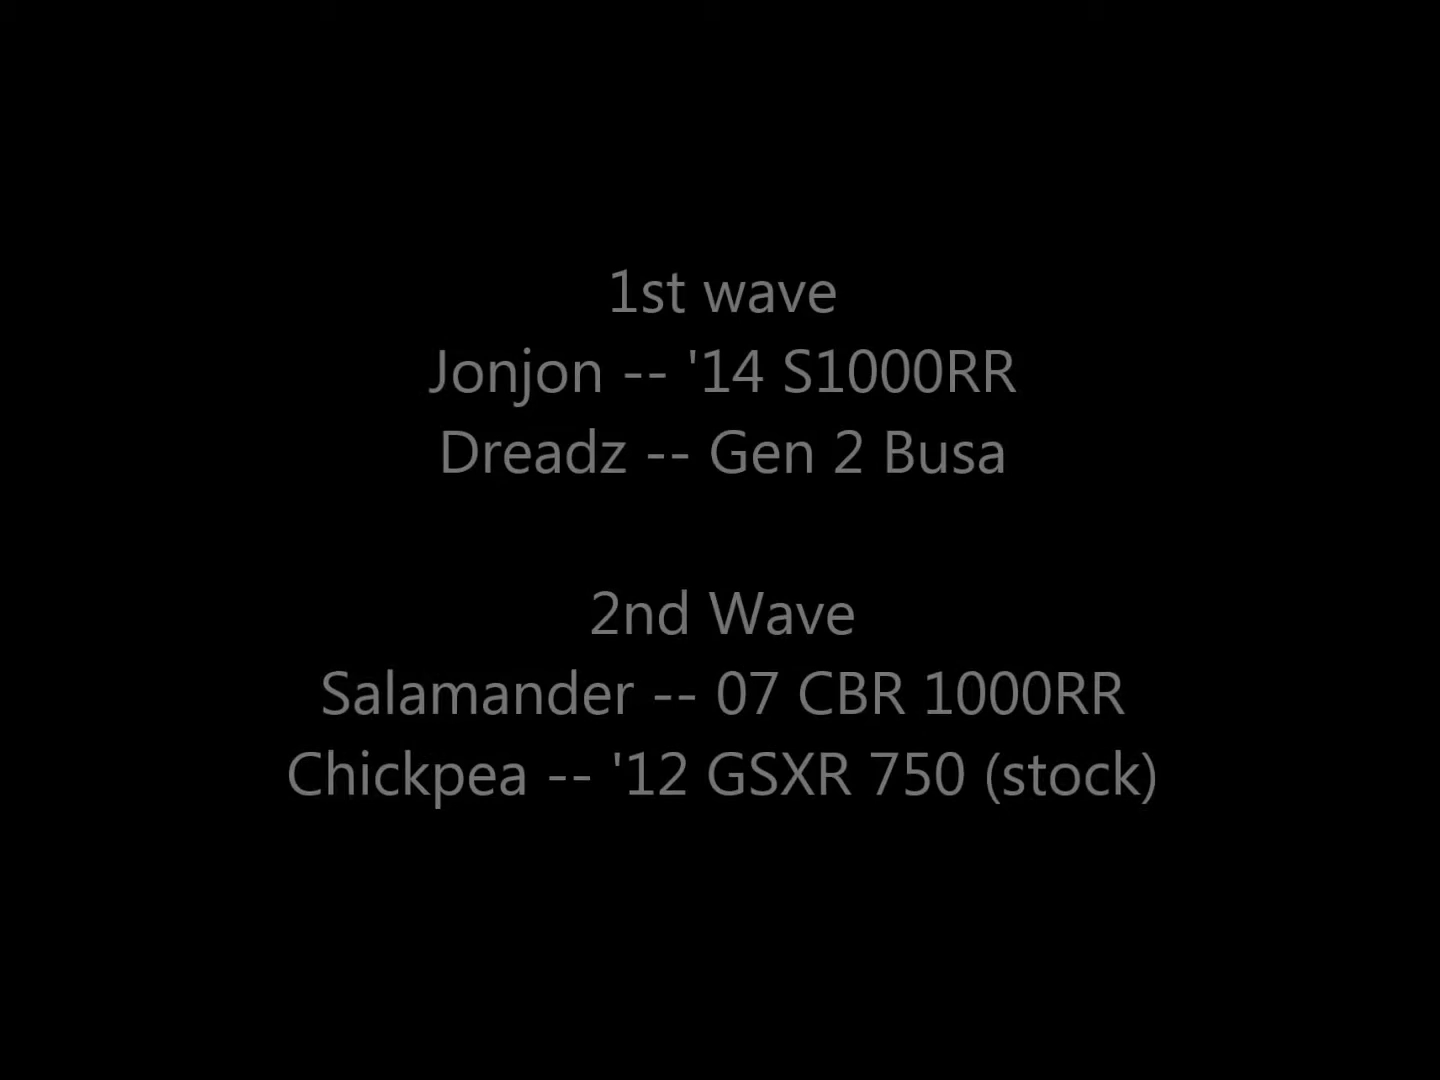 1st wave
Jonjon -- '14 S1000RR
Dreadz -- Gen 2 Busa
2nd Wave
Salamander -- 07 CBR 1000RR
Chickpea -- '12 GSXR 750 (stock)